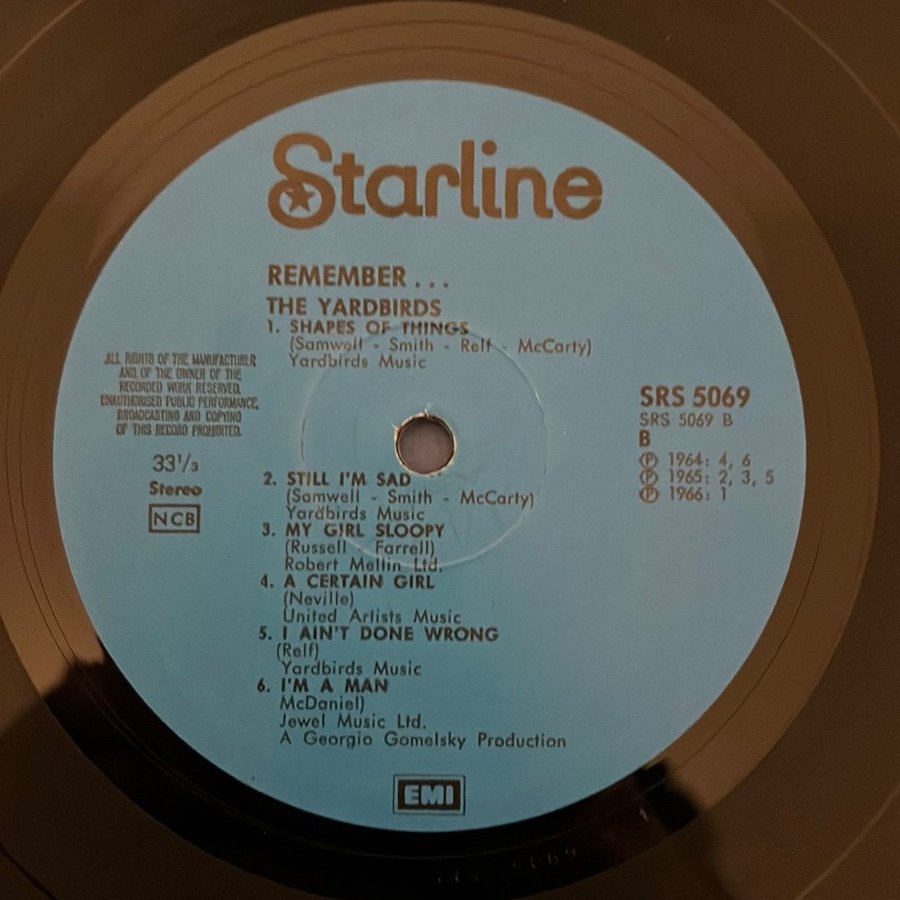 Starline
REMEMBER...
THE YARDBIRDS
1. SHAPES OF THINGS
(Samwell - Smith - Relf - McCarty)
Yardbirds Music
ALL RIGHTS OF THE MANUFACTURER
AND OF THE OWNER OF THE
RECORDED WORK RESERVED.
UNAUTHORISED PUBLIC PERFORMANCE,
BROADCASTING AND COPYING
OF THIS RECORD PROHIBITED.
33 1/3
Stereo
NCB
SRS 5069
SRS 5069 B
B
Ⓟ 1964: 4, 6
Ⓟ 1965: 2, 3, 5
Ⓟ 1966: 1
2. STILL I'M SAD
(Samwell - Smith - McCarty)
Yardbirds Music
3. MY GIRL SLOOPY
(Russell - Farrell)
Robert Mellin Ltd.
4. A CERTAIN GIRL
(Neville)
United Artists Music
5. I AIN'T DONE WRONG
(Relf)
Yardbirds Music
6. I'M A MAN
McDaniel)
Jewel Music Ltd.
A Georgio Gomelsky Production
EMI